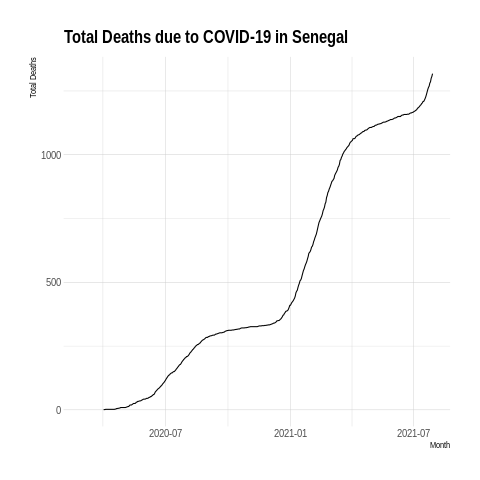 Total Deaths due to COVID-19 in Senegal
Total Deaths
1000
500
0
2020-07
2021-01
2021-07
Month